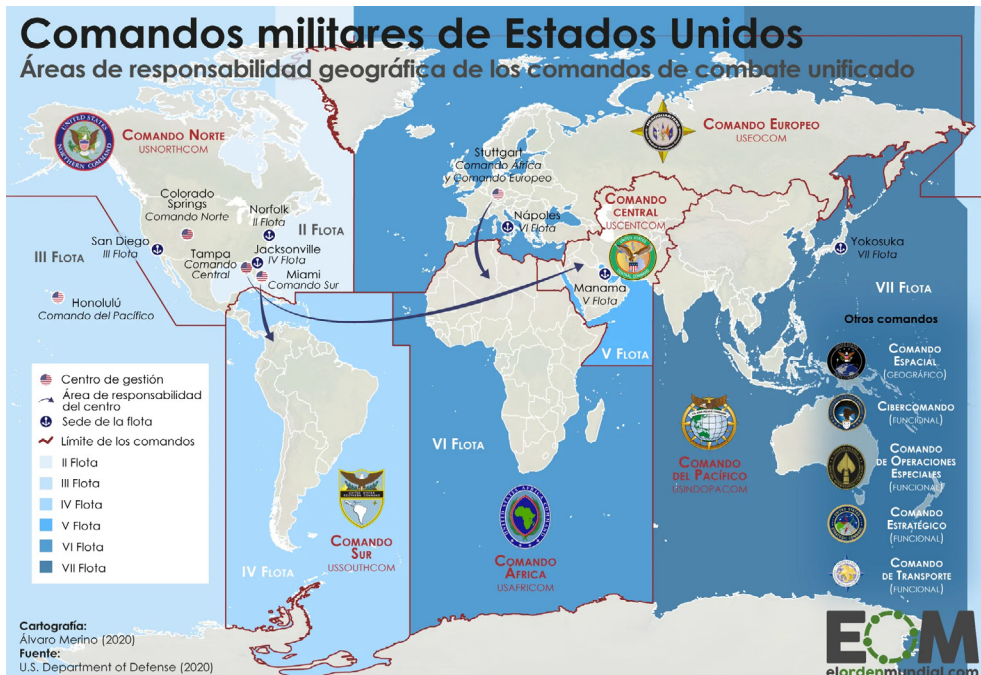 Comandos militares de Estados Unidos
Áreas de responsabilidad geográfica de los comandos de combate unificado
UNITED STATES
NORTHERN COMMAND
COMANDO NORTE
USNORTHCOM
COMANDO EUROPEO
USEOCOM
Stuttgart
Comando África
y Comando Europeo
Colorado
Springs
Comando Norte
Norfolk
II Flota
II FLOTA
COMANDO
CENTRAL
USCENTCOM
Nápoles
VI Flota
San Diego
III Flota
III FLOTA
Jacksonville
IV Flota
Tampa
Comando
Central
Miami
Comando Sur
Manama
V Flota
Yokosuka
VII Flota
VII FLOTA
Honolulú
Comando del Pacífico
V FLOTA
Otros comandos
COMANDO
ESPACIAL
(GEOGRÁFICO)
CIBERCOMANDO
(FUNCIONAL)
COMANDO
DE OPERACIONES
ESPECIALES
(FUNCIONAL)
COMANDO
ESTRATÉGICO
(FUNCIONAL)
COMANDO
DE TRANSPORTE
(FUNCIONAL)
Centro de gestión
Área de responsabilidad
del centro
Sede de la flota
Límite de los comandos
II Flota
III Flota
IV Flota
V Flota
VI Flota
VII Flota
VI FLOTA
COMANDO
DEL PACÍFICO
USINDOPACOM
COMANDO
SUR
USSOUTHCOM
COMANDO
ÁFRICA
USAFRICOM
IV FLOTA
Cartografía:
Álvaro Merino (2020)
Fuente:
U.S. Department of Defense (2020)
EOM
elordenmundial.com